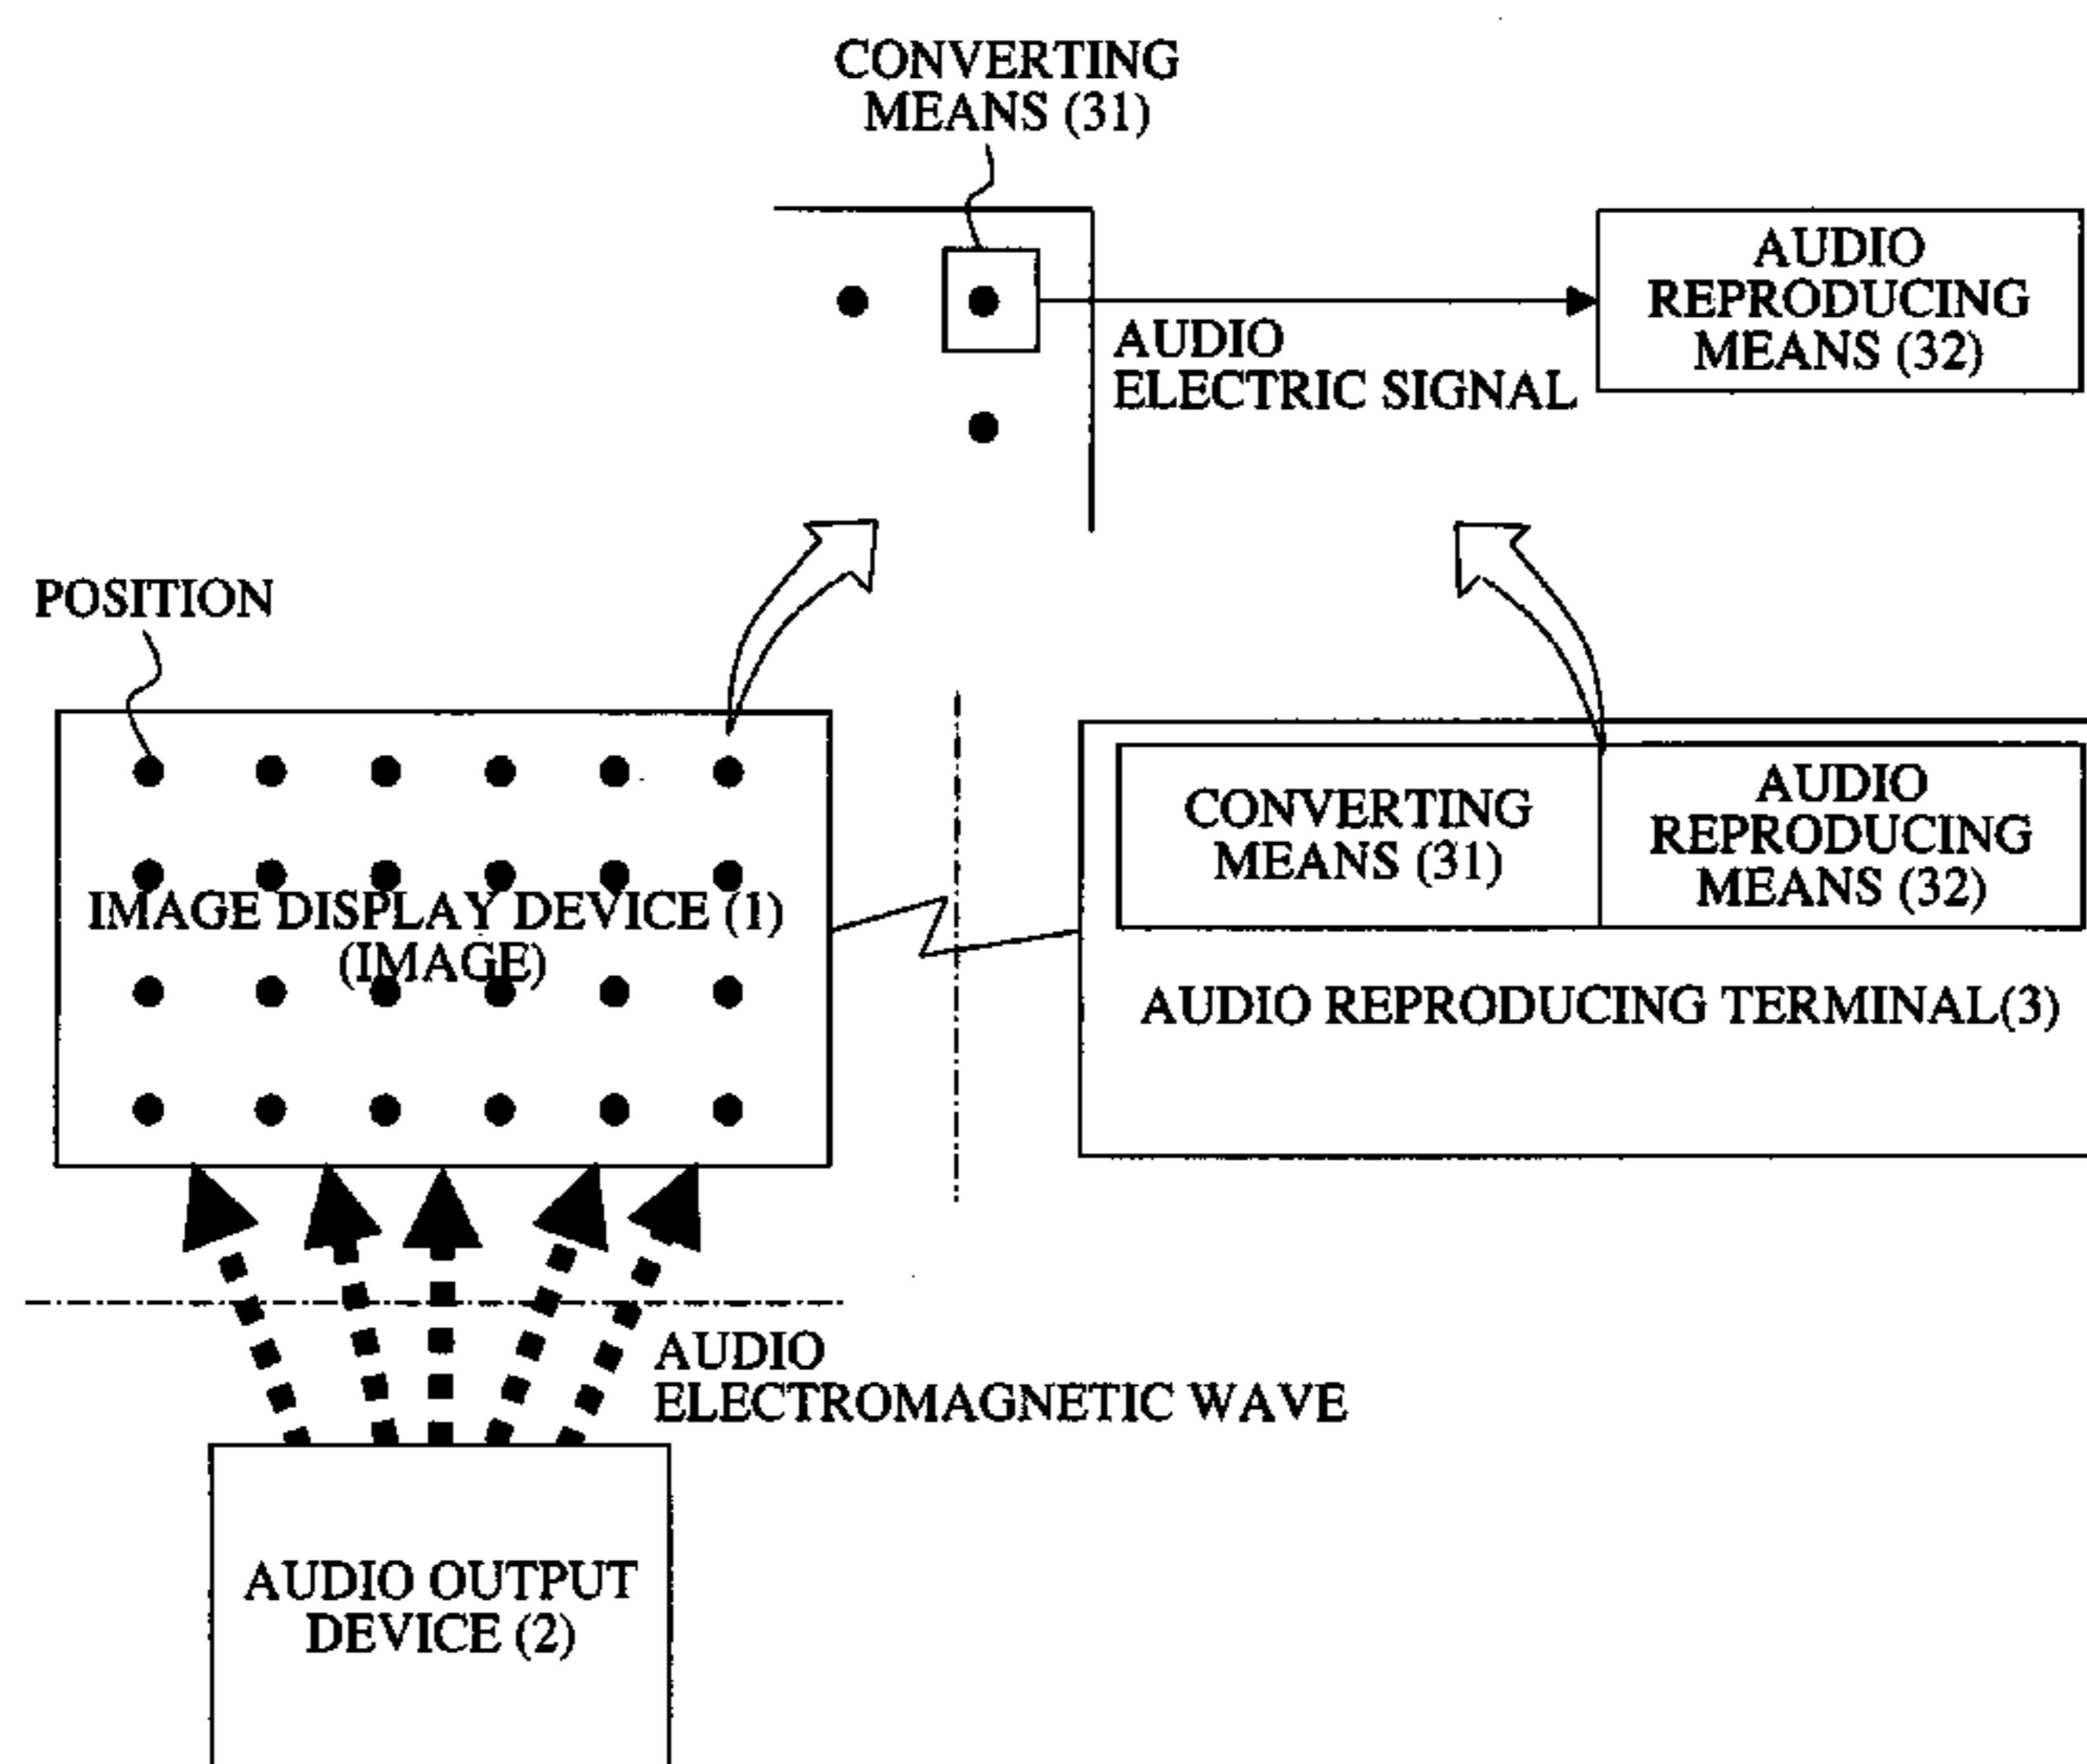 CONVERTING
MEANS (31)
AUDIO
REPRODUCING
MEANS (32)
AUDIO
ELECTRIC SIGNAL
POSITION
IMAGE DISPLAY DEVICE (1)
(IMAGE)
CONVERTING
MEANS (31)
AUDIO
REPRODUCING
MEANS (32)
AUDIO REPRODUCING TERMINAL(3)
AUDIO
ELECTROMAGNETIC WAVE
AUDIO OUTPUT
DEVICE (2)